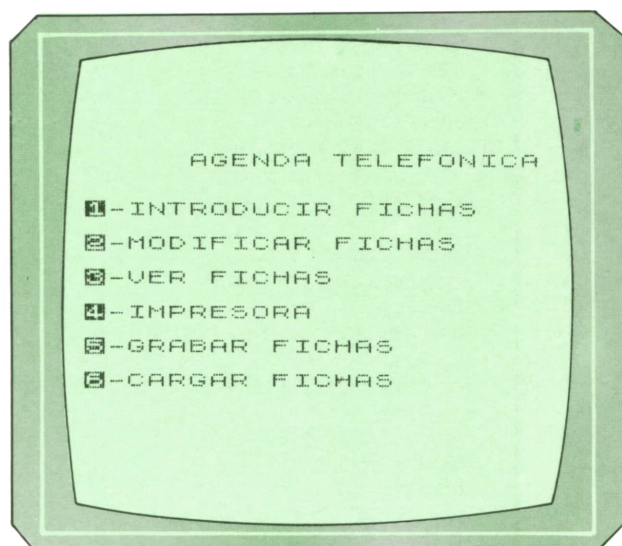 AGENDA TELEFONICA
1-INTRODUCIR FICHAS
2-MODIFICAR FICHAS
3-VER FICHAS
4-IMPRESORA
5-GRABAR FICHAS
6-CARGAR FICHAS